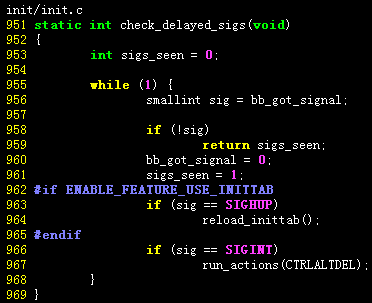 init/init.c
951 static int check_delayed_sigs(void)
952 {
953         int sigs_seen = 0;
954
955         while (1) {
956                 smallint sig = bb_got_signal;
957
958                 if (!sig)
959                         return sigs_seen;
960                 bb_got_signal = 0;
961                 sigs_seen = 1;
962 #if ENABLE_FEATURE_USE_INITTAB
963                 if (sig == SIGHUP)
964                         reload_inittab();
965 #endif
966                 if (sig == SIGINT)
967                         run_actions(CTRLALTDEL);
968         }
969 }